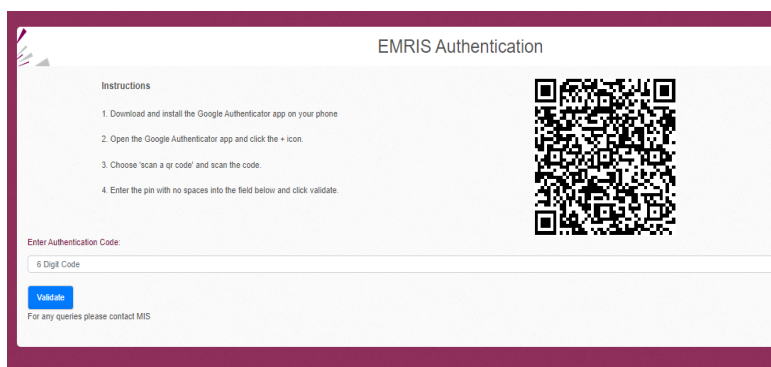 EMRIS Authentication
Instructions
1. Download and install the Google Authenticator app on your phone
2. Open the Google Authenticator app and click the + icon.
3. Choose 'scan a qr code' and scan the code.
4. Enter the pin with no spaces into the field below and click validate.
Enter Authentication Code:
6 Digit Code
Validate
For any queries please contact MIS